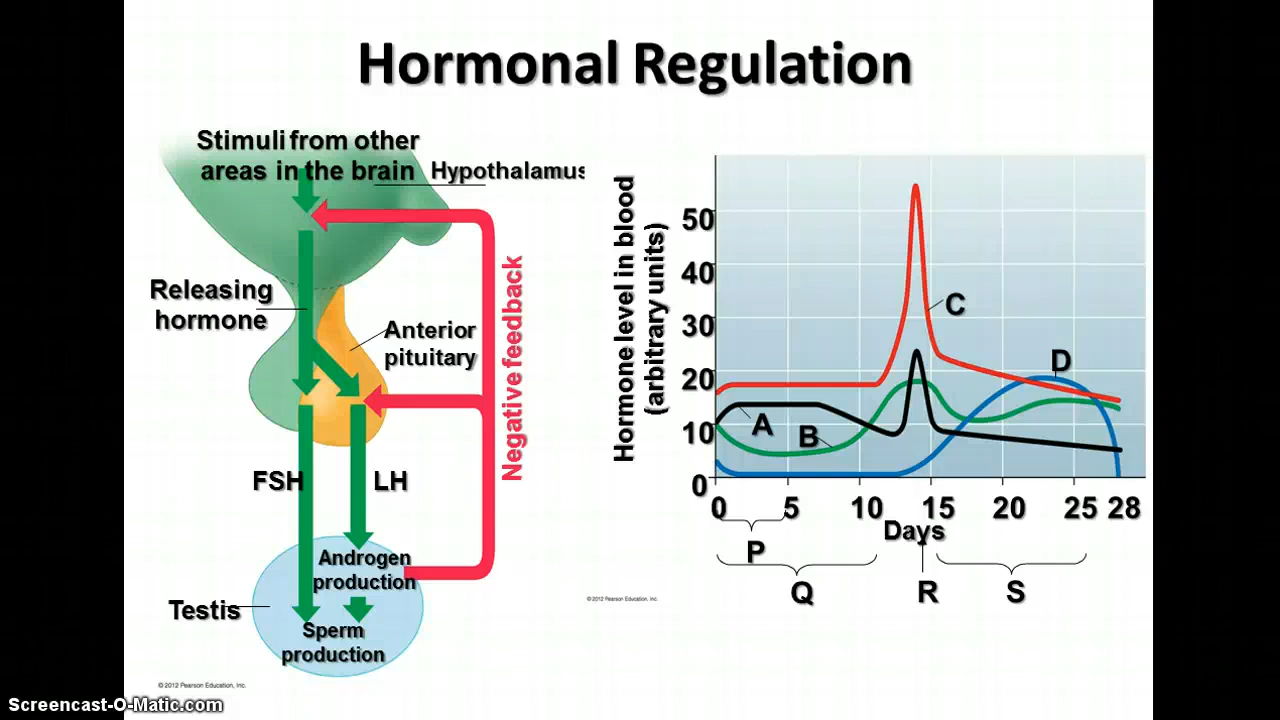 Hormonal Regulation
Stimuli from other
areas in the brain
Hypothalamus
Releasing
hormone
Anterior
pituitary
Negative feedback
FSH
LH
Androgen
production
Testis
Sperm
production
© 2012 Pearson Education, Inc.
Hormone level in blood
(arbitrary units)
50
40
30
20
10
0
C
D
A
B
0 5 10 15 20 25 28
Days
P
Q
R
S
© 2012 Pearson Education, Inc.
Screencast-O-Matic.com